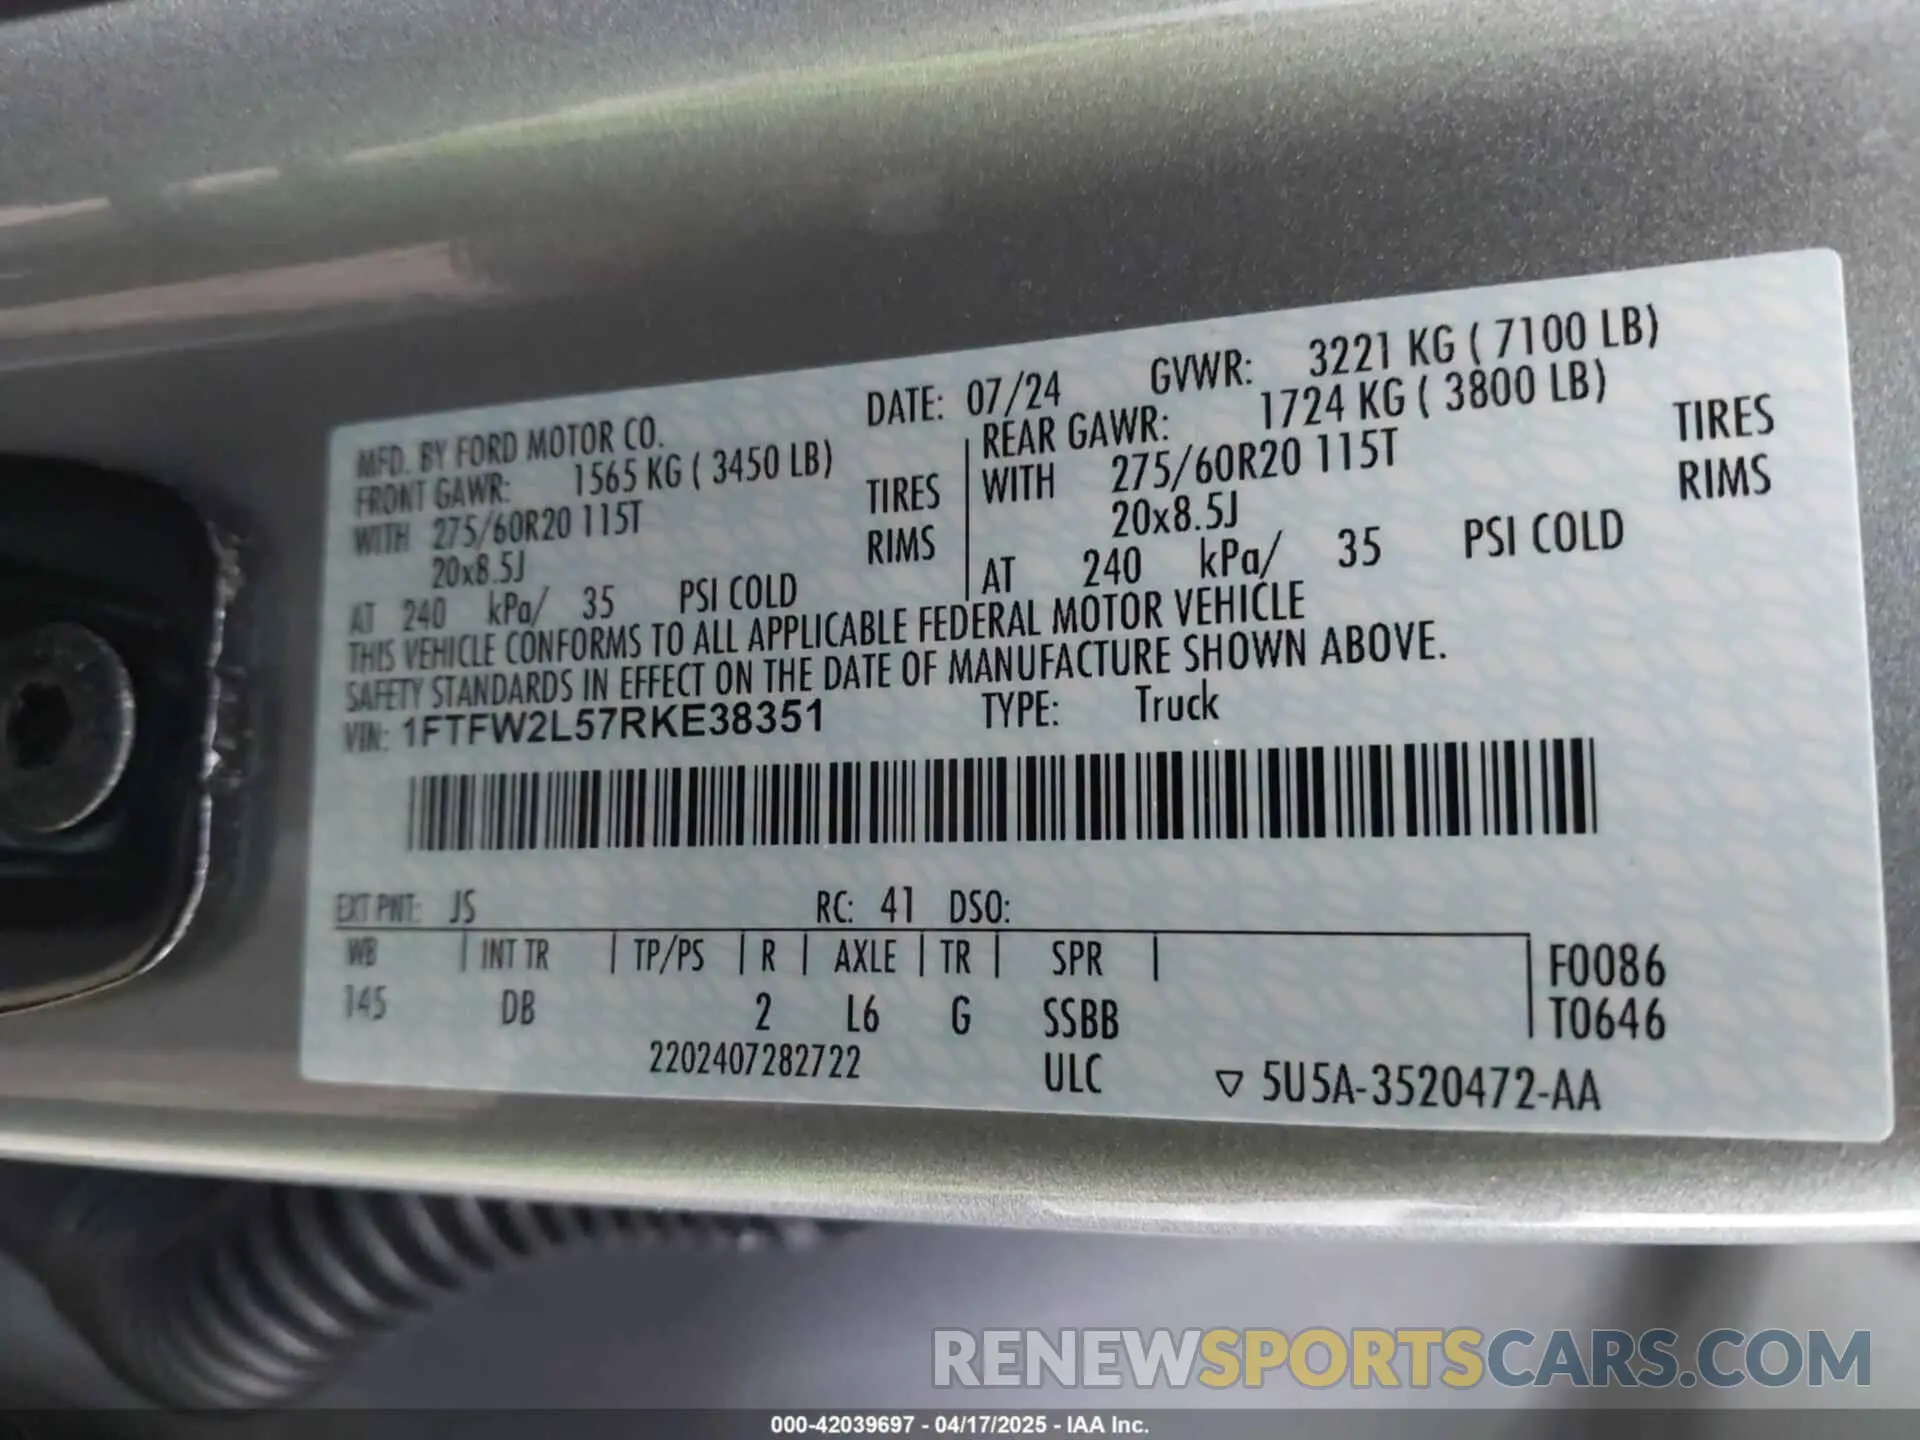 MFD. BY FORD MOTOR CO. DATE: 07/24 GVWR: 3221 KG ( 7100 LB)
FRONT GAWR: 1565 KG ( 3450 LB) REAR GAWR: 1724 KG ( 3800 LB)
WITH 275/60R20 115T TIRES WITH 275/60R20 115T TIRES
20x8.5J RIMS 20x8.5J RIMS
AT 240 kPa/ 35 PSI COLD AT 240 kPa/ 35 PSI COLD
THIS VEHICLE CONFORMS TO ALL APPLICABLE FEDERAL MOTOR VEHICLE
SAFETY STANDARDS IN EFFECT ON THE DATE OF MANUFACTURE SHOWN ABOVE.
VIN: 1FTFW2L57RKE38351 TYPE: Truck
EXT PNT: JS RC: 41 DSO:
WB INT TR TP/PS R AXLE TR SPR F0086
145 DB 2 L6 G SSBB T0646
2202407282722 ULC ▽ 5U5A-3520472-AA
RENEWSPORTSCARS.COM
000-42039697 - 04/17/2025 - IAA Inc.